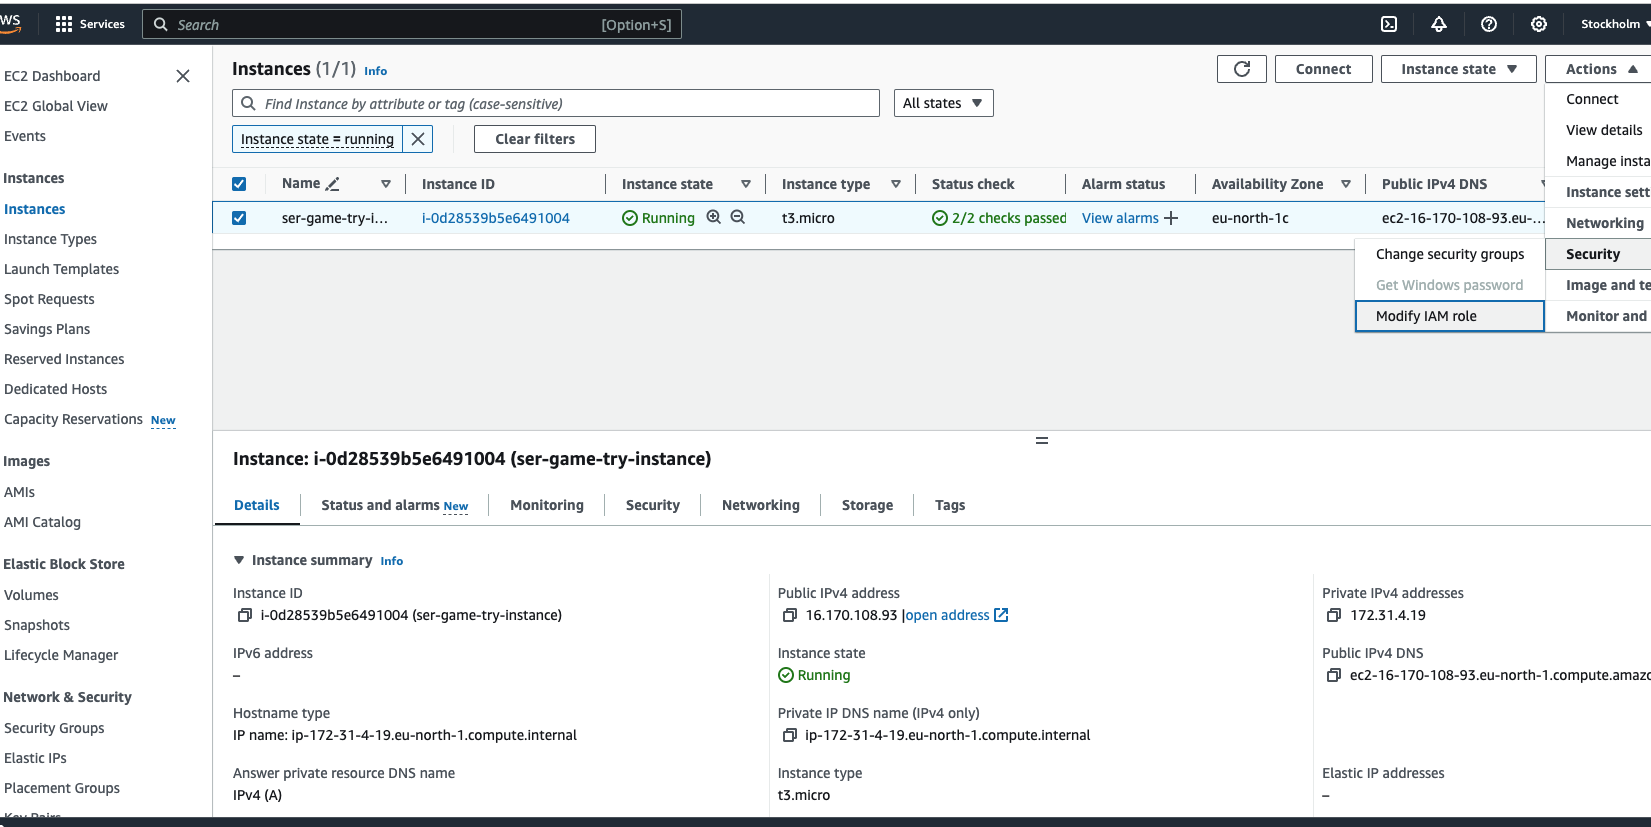 WS
Services
Search
[Option+S]
Stockholm
EC2 Dashboard
EC2 Global View
Events
Instances
Instances
Instance Types
Launch Templates
Spot Requests
Savings Plans
Reserved Instances
Dedicated Hosts
Capacity Reservations New
Images
AMIs
AMI Catalog
Elastic Block Store
Volumes
Snapshots
Lifecycle Manager
Network & Security
Security Groups
Elastic IPs
Placement Groups
Key Pairs
Instances (1/1) Info
Connect
Instance state
Actions
Find Instance by attribute or tag (case-sensitive)
All states
Instance state = running
Clear filters
Name Instance ID Instance state Instance type Status check Alarm status Availability Zone Public IPv4 DNS
ser-game-try-i... i-0d28539b5e6491004 Running t3.micro 2/2 checks passed View alarms eu-north-1c ec2-16-170-108-93.eu-...
Connect
View details
Manage insta
Instance sett
Networking
Security
Image and te
Monitor and
Change security groups
Get Windows password
Modify IAM role
Instance: i-0d28539b5e6491004 (ser-game-try-instance)
Details Status and alarms New Monitoring Security Networking Storage Tags
Instance summary Info
Instance ID
i-0d28539b5e6491004 (ser-game-try-instance)
Public IPv4 address
16.170.108.93 |open address
Private IPv4 addresses
172.31.4.19
IPv6 address
–
Instance state
Running
Public IPv4 DNS
ec2-16-170-108-93.eu-north-1.compute.amazo
Hostname type
IP name: ip-172-31-4-19.eu-north-1.compute.internal
Private IP DNS name (IPv4 only)
ip-172-31-4-19.eu-north-1.compute.internal
Answer private resource DNS name
IPv4 (A)
Instance type
t3.micro
Elastic IP addresses
–